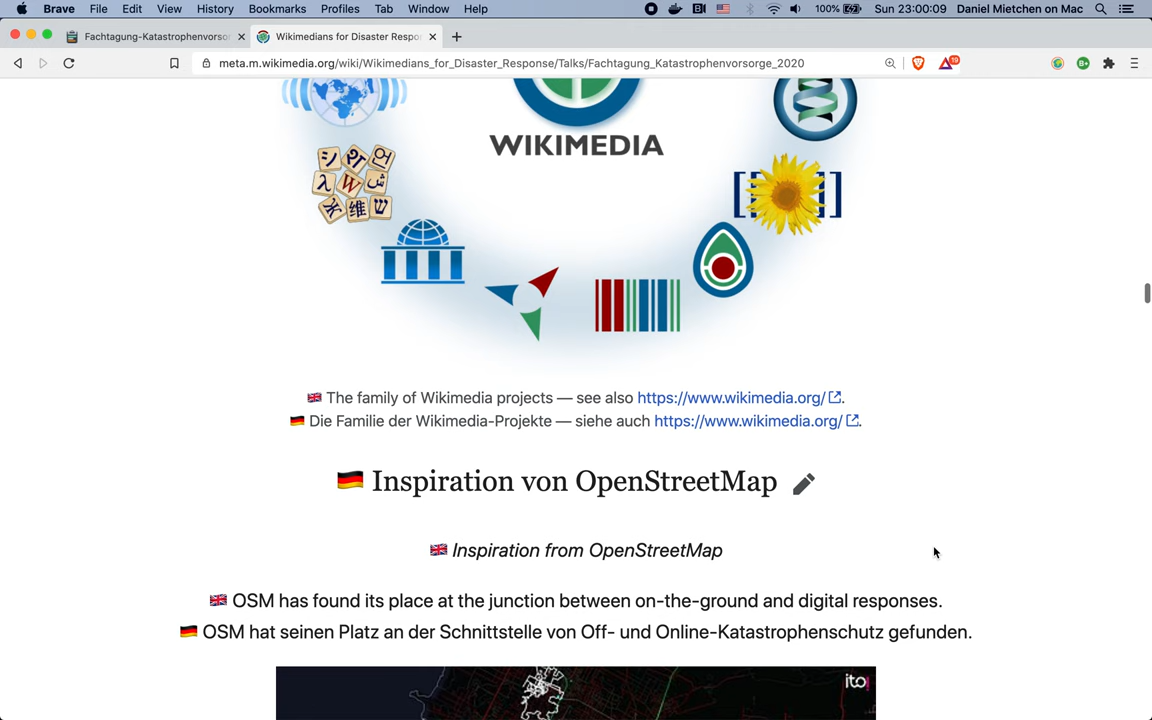 Brave File Edit View History Bookmarks Profiles Tab Window Help 100% Sun 23:00:09 Daniel Mietchen on Mac
Fachtagung-Katastrophenvorso
Wikimedians for Disaster Respo
meta.m.wikimedia.org/wiki/Wikimedians_for_Disaster_Response/Talks/Fachtagung_Katastrophenvorsorge_2020
19
B+
WIKIMEDIA
The family of Wikimedia projects — see also https://www.wikimedia.org/.
Die Familie der Wikimedia-Projekte — siehe auch https://www.wikimedia.org/.
Inspiration von OpenStreetMap
Inspiration from OpenStreetMap
OSM has found its place at the junction between on-the-ground and digital responses.
OSM hat seinen Platz an der Schnittstelle von Off- und Online-Katastrophenschutz gefunden.
ito!